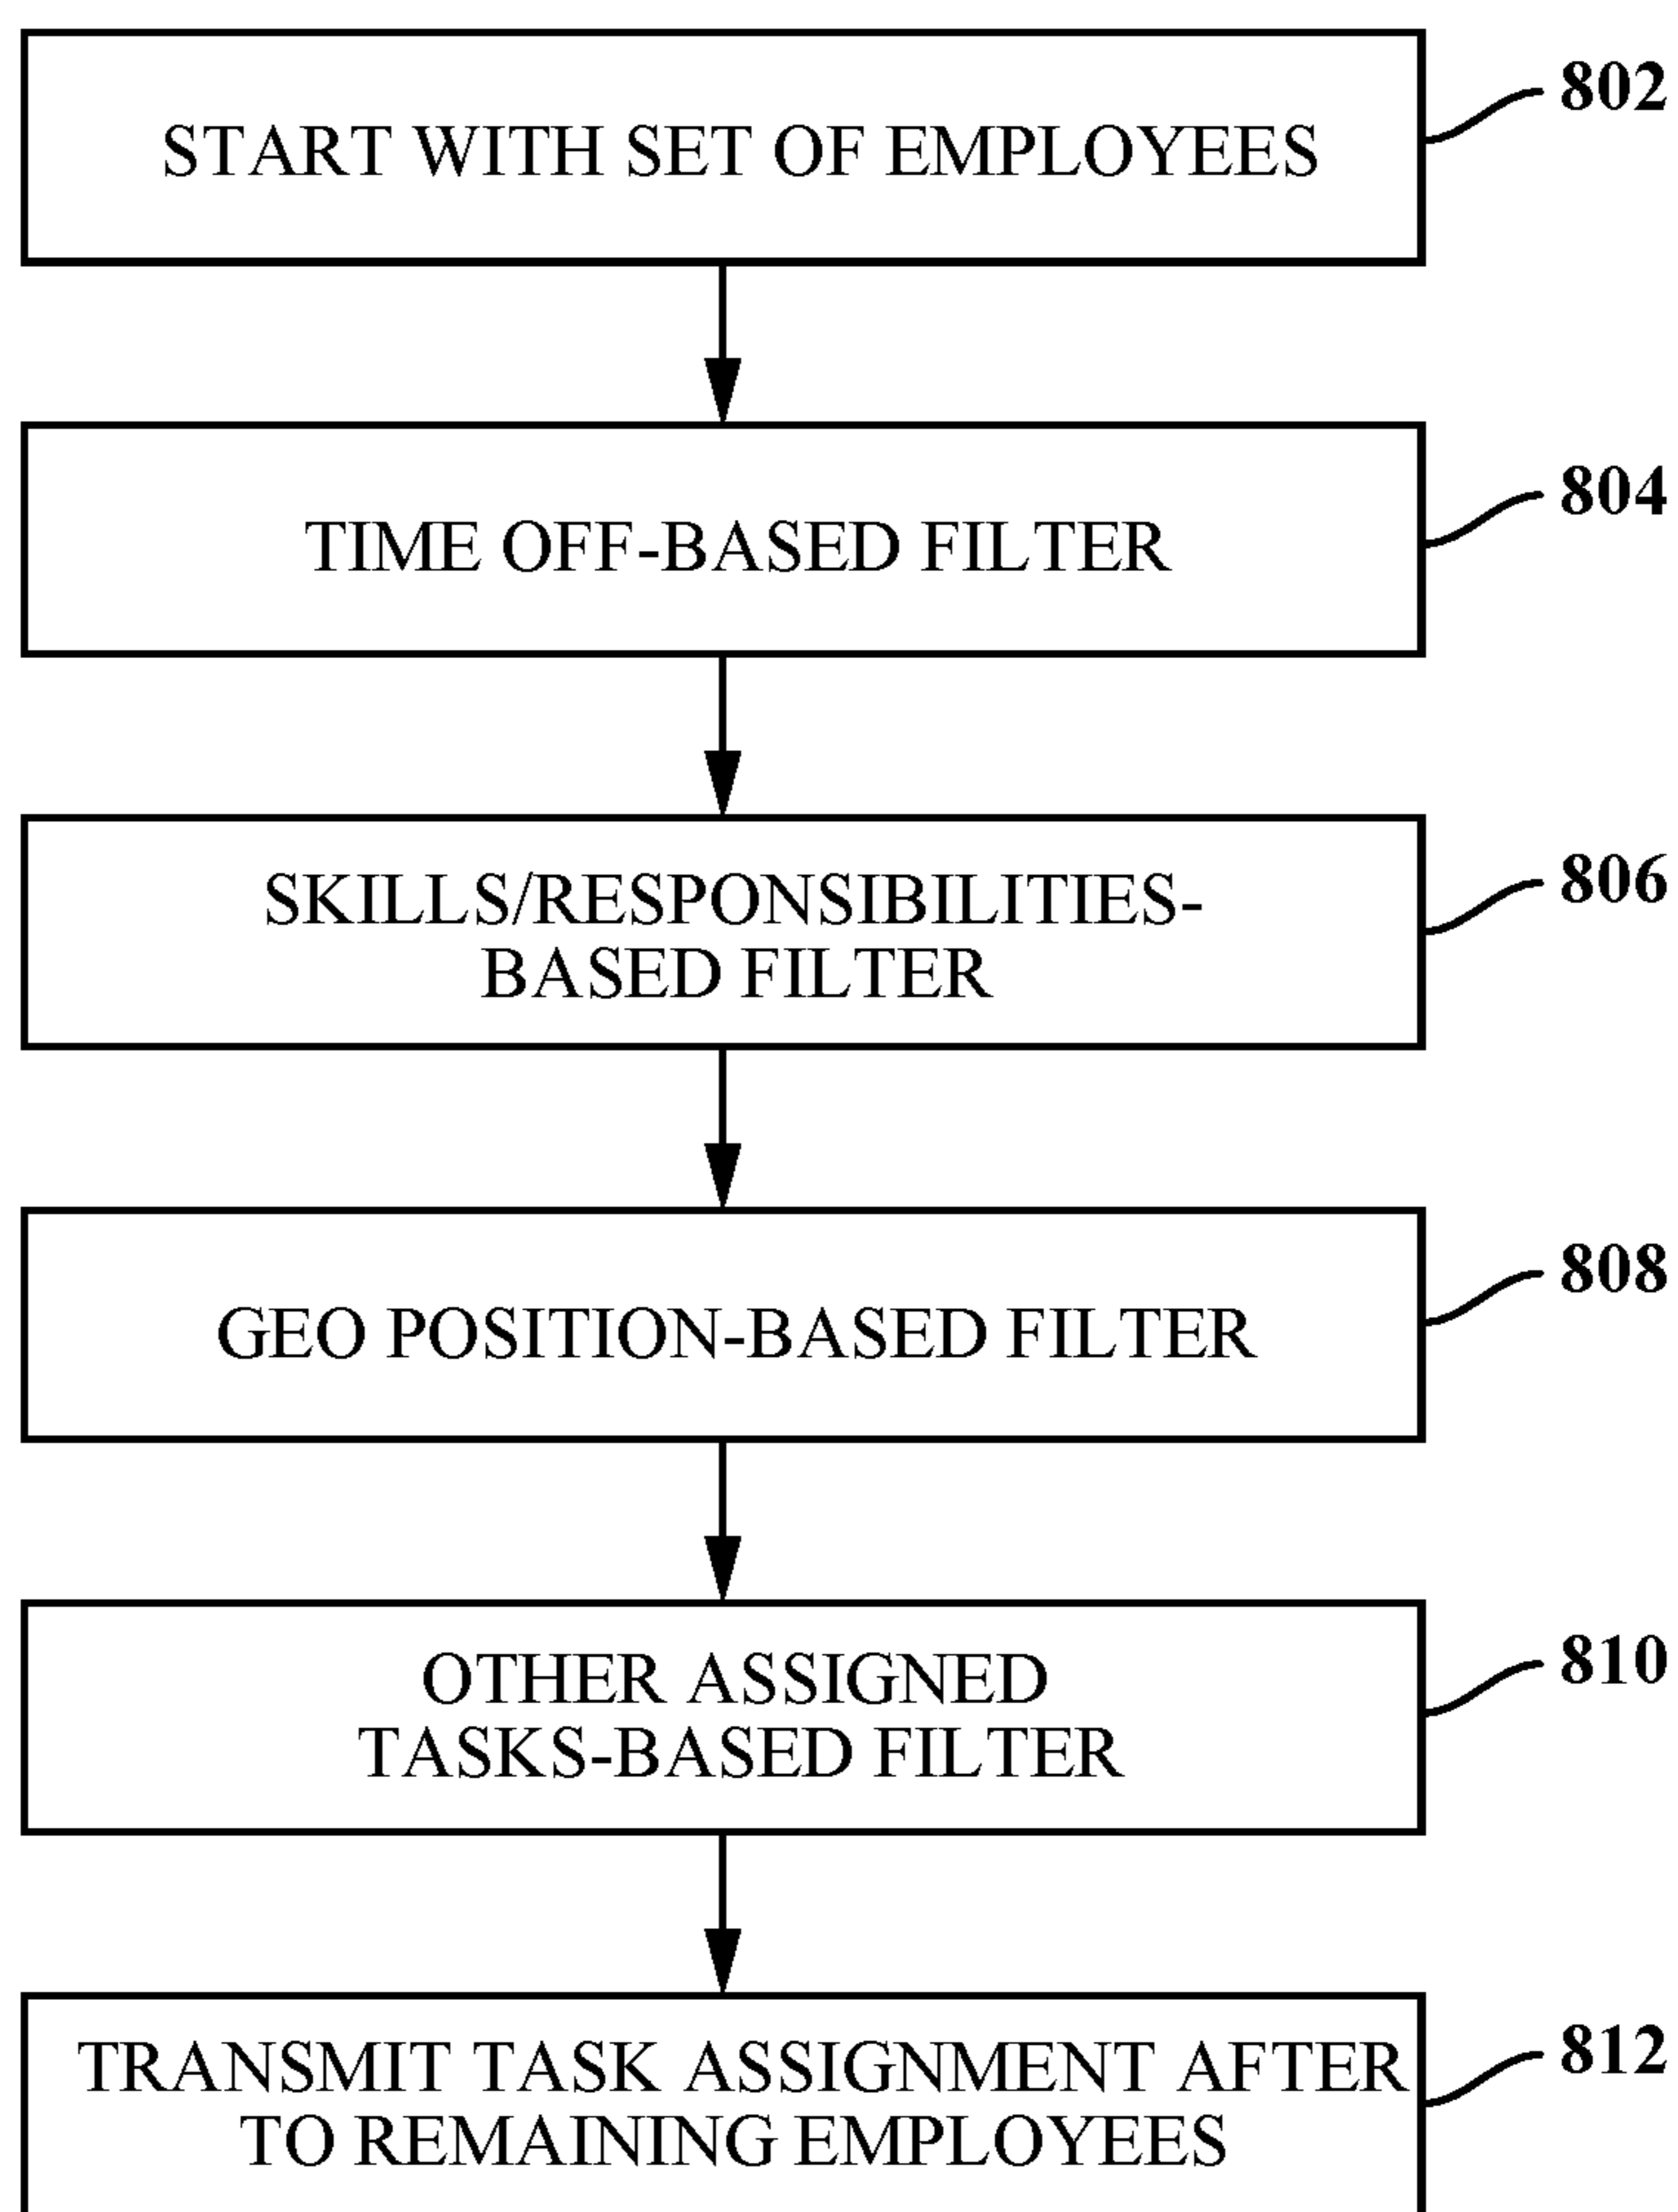 START WITH SET OF EMPLOYEES
802
TIME OFF-BASED FILTER
804
SKILLS/RESPONSIBILITIES-
BASED FILTER
806
GEO POSITION-BASED FILTER
808
OTHER ASSIGNED
TASKS-BASED FILTER
810
TRANSMIT TASK ASSIGNMENT AFTER
TO REMAINING EMPLOYEES
812